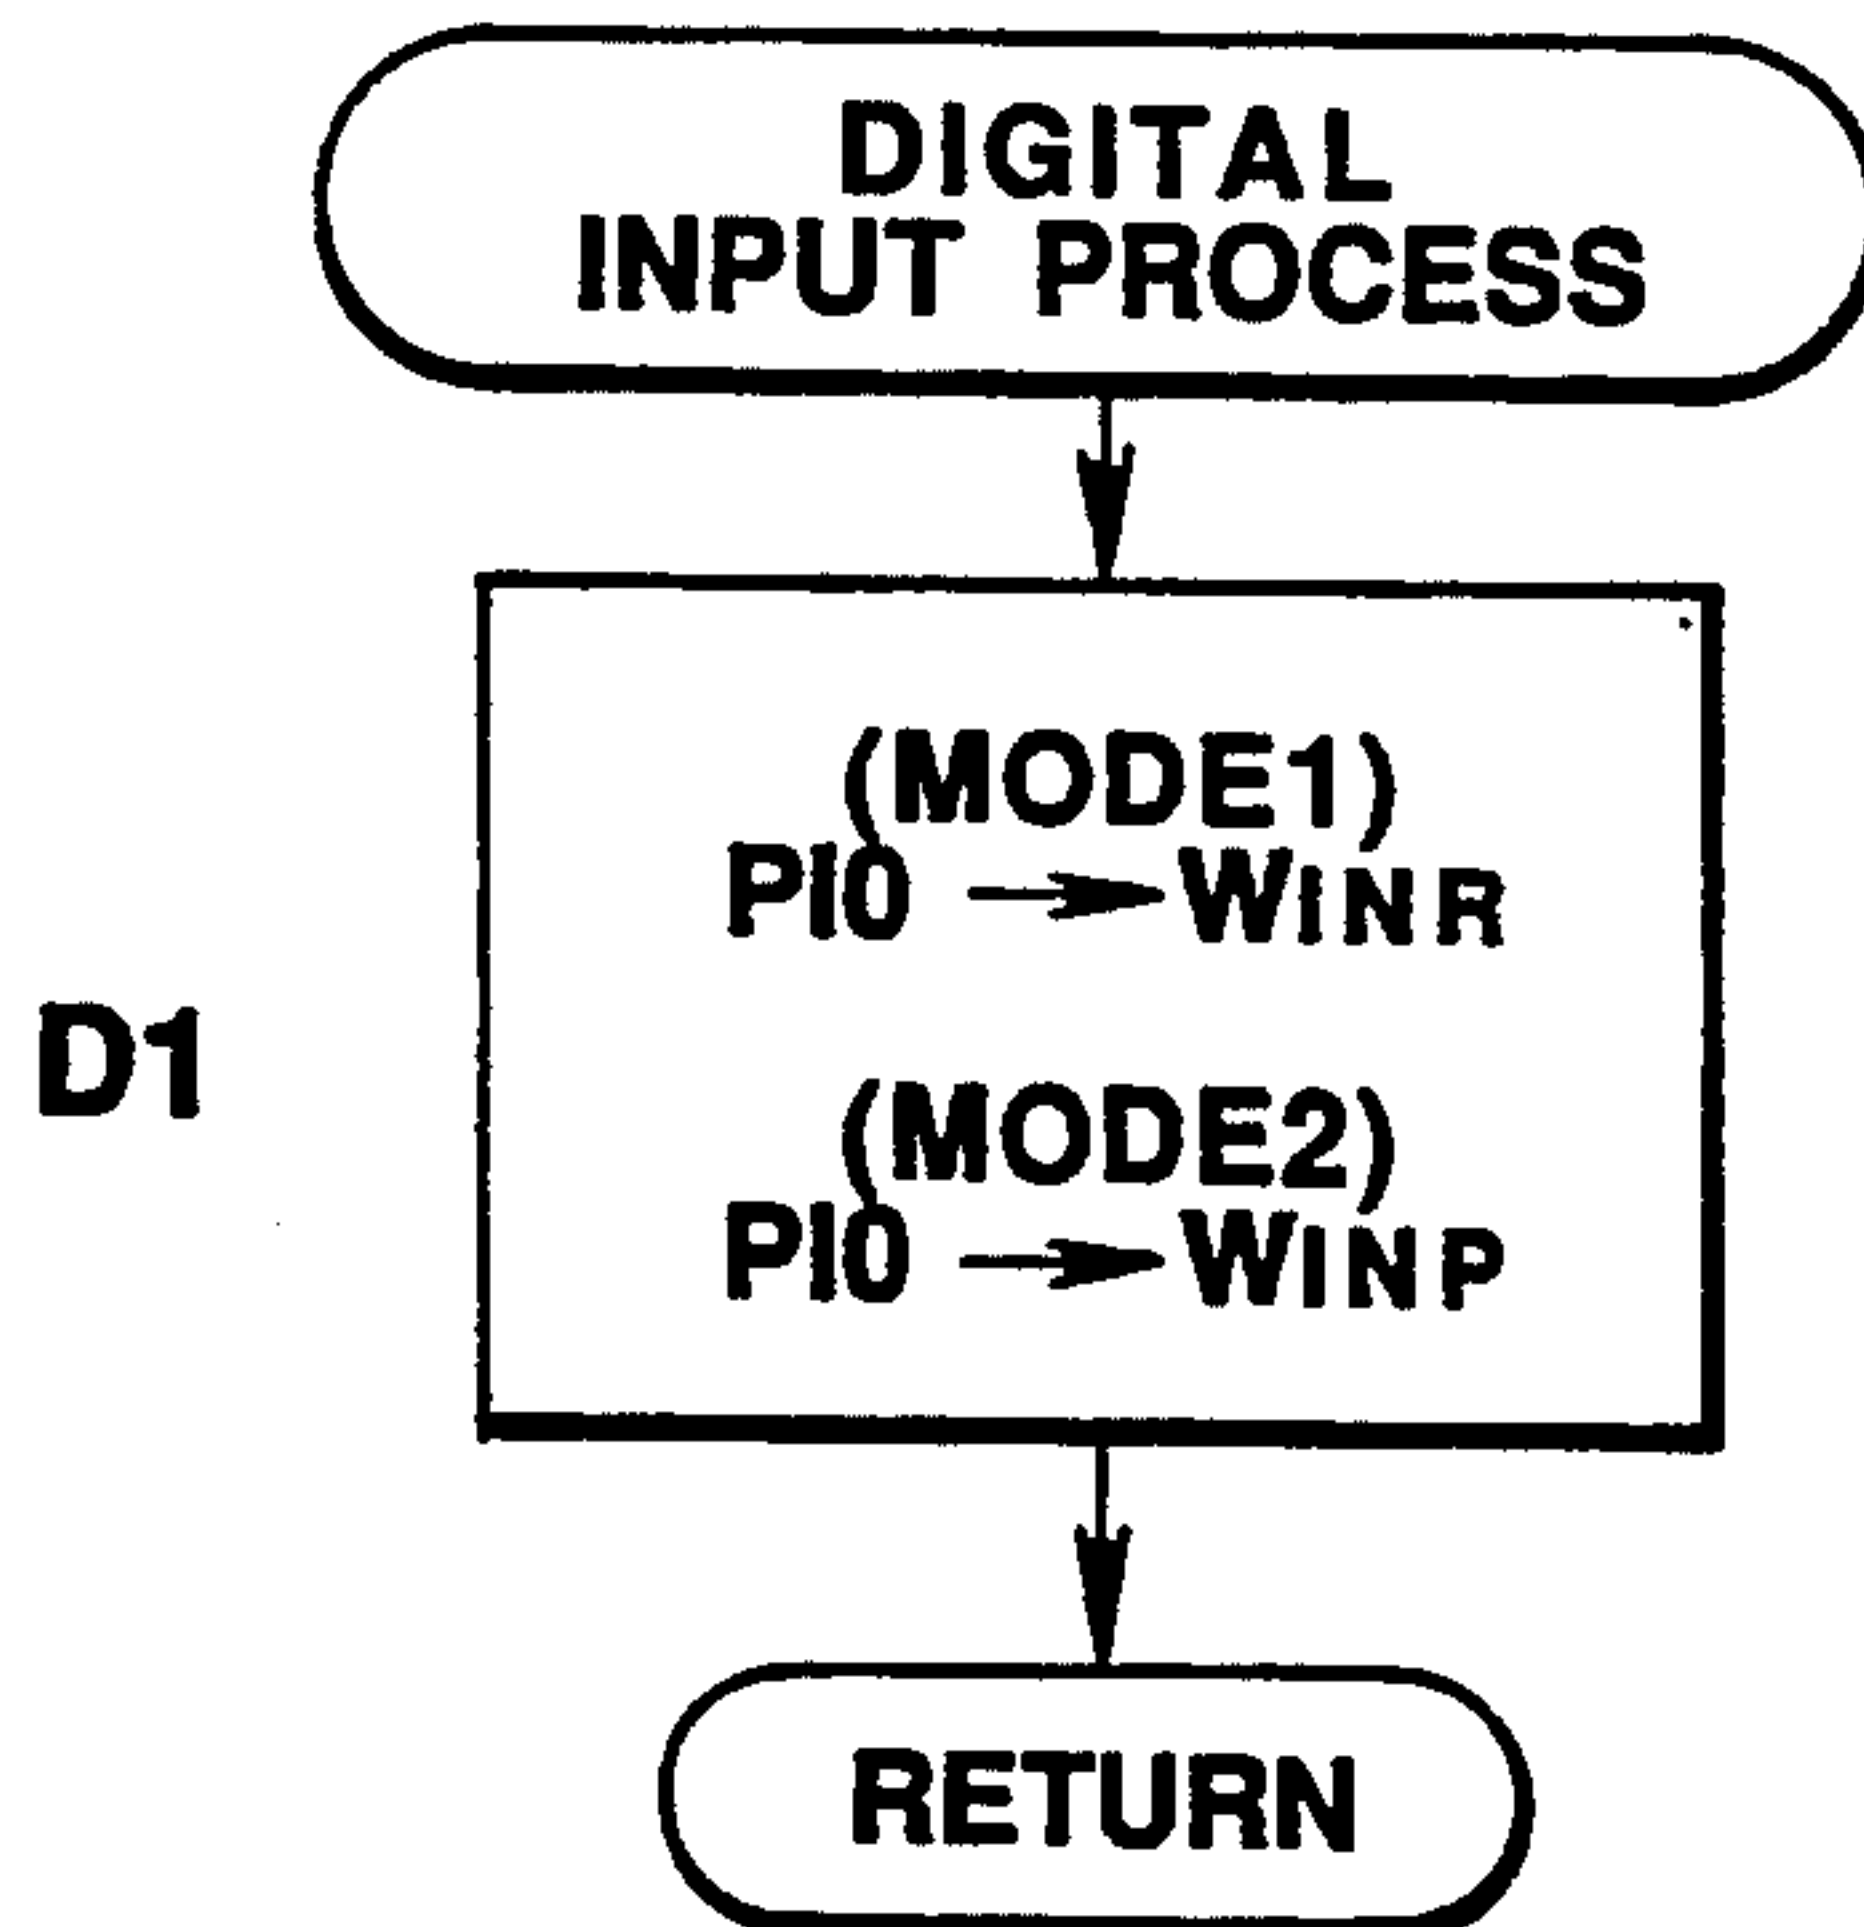 DIGITAL
INPUT PROCESS
(MODE1)
PI0 → WINR
D1
(MODE2)
PI0 → WINP
RETURN